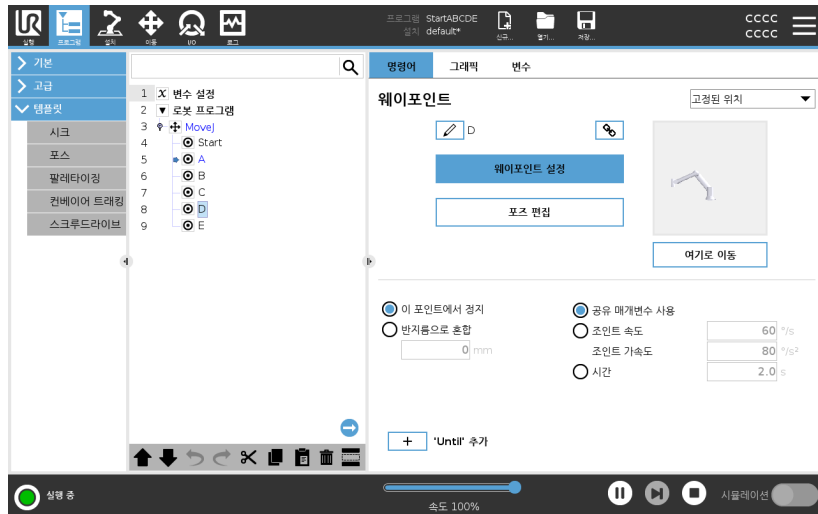 UR
실행
프로그램
설치
이동
I/O
로그
프로그램 StartABCDE
설치 default*
신규...
열기...
저장...
cccc
cccc
기본
고급
템플릿
시크
포스
팔레타이징
컨베이어 트래킹
스크루드라이브
1 X 변수 설정
2 ▼ 로봇 프로그램
3 MoveJ
4 Start
5 A
6 B
7 C
8 D
9 E
명령어 그래픽 변수
웨이포인트
고정된 위치
D
웨이포인트 설정
포즈 편집
여기로 이동
이 포인트에서 정지
반지름으로 혼합
0 mm
공유 매개변수 사용
조인트 속도 60 °/s
조인트 가속도 80 °/s²
시간 2.0 s
+ 'Until' 추가
실행 중
속도 100%
시뮬레이션